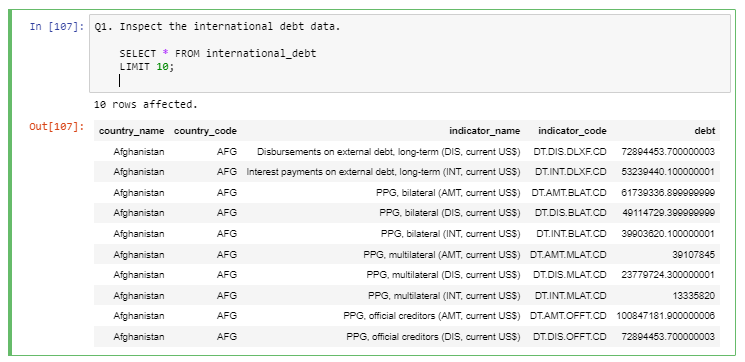 In [107]: Q1. Inspect the international debt data.
SELECT * FROM international_debt
LIMIT 10;
10 rows affected.
Out[107]: country_name country_code indicator_name indicator_code debt
Afghanistan AFG Disbursements on external debt, long-term (DIS, current US$) DT.DIS.DLXF.CD 72894453.700000003
Afghanistan AFG Interest payments on external debt, long-term (INT, current US$) DT.INT.DLXF.CD 53239440.100000001
Afghanistan AFG PPG, bilateral (AMT, current US$) DT.AMT.BLAT.CD 61739336.899999999
Afghanistan AFG PPG, bilateral (DIS, current US$) DT.DIS.BLAT.CD 49114729.399999999
Afghanistan AFG PPG, bilateral (INT, current US$) DT.INT.BLAT.CD 39903620.100000001
Afghanistan AFG PPG, multilateral (AMT, current US$) DT.AMT.MLAT.CD 39107845
Afghanistan AFG PPG, multilateral (DIS, current US$) DT.DIS.MLAT.CD 23779724.300000001
Afghanistan AFG PPG, multilateral (INT, current US$) DT.INT.MLAT.CD 13335820
Afghanistan AFG PPG, official creditors (AMT, current US$) DT.AMT.OFFT.CD 100847181.900000006
Afghanistan AFG PPG, official creditors (DIS, current US$) DT.DIS.OFFT.CD 72894453.700000003